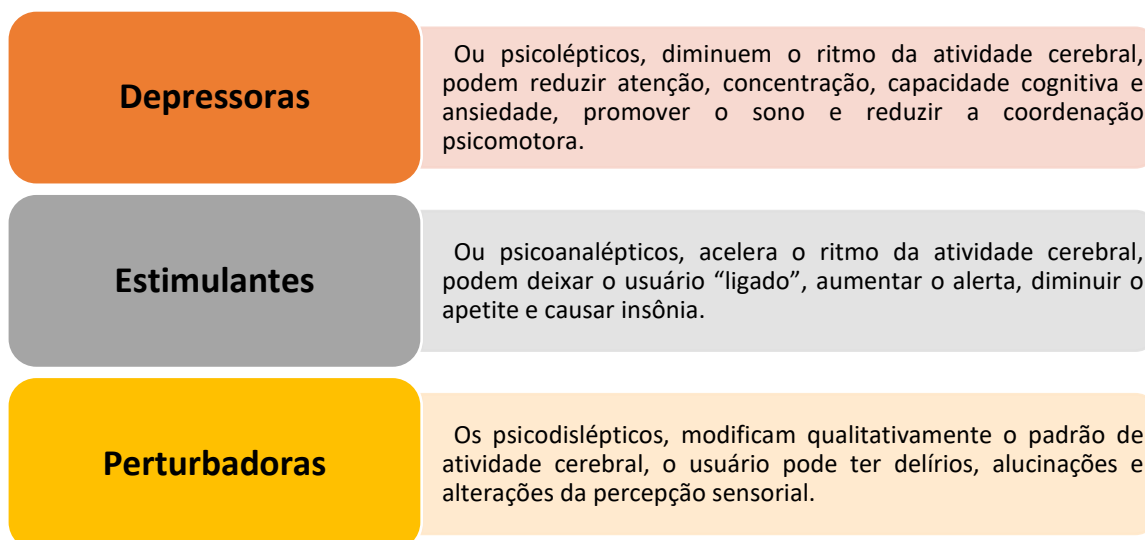 Depressoras
Ou psicolépticos, diminuem o ritmo da atividade cerebral,
podem reduzir atenção, concentração, capacidade cognitiva e
ansiedade, promover o sono e reduzir a coordenação
psicomotora.
Estimulantes
Ou psicoanalépticos, acelera o ritmo da atividade cerebral,
podem deixar o usuário “ligado”, aumentar o alerta, diminuir o
apetite e causar insônia.
Perturbadoras
Os psicodislépticos, modificam qualitativamente o padrão de
atividade cerebral, o usuário pode ter delírios, alucinações e
alterações da percepção sensorial.